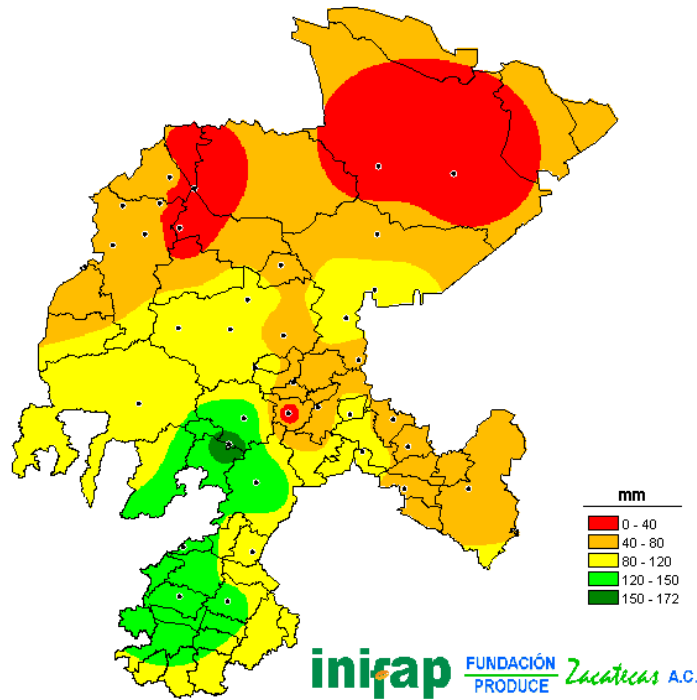 mm
0 - 40
40 - 80
80 - 120
120 - 150
150 - 172
inifap
FUNDACIÓN
PRODUCE
Zacatecas A.C.